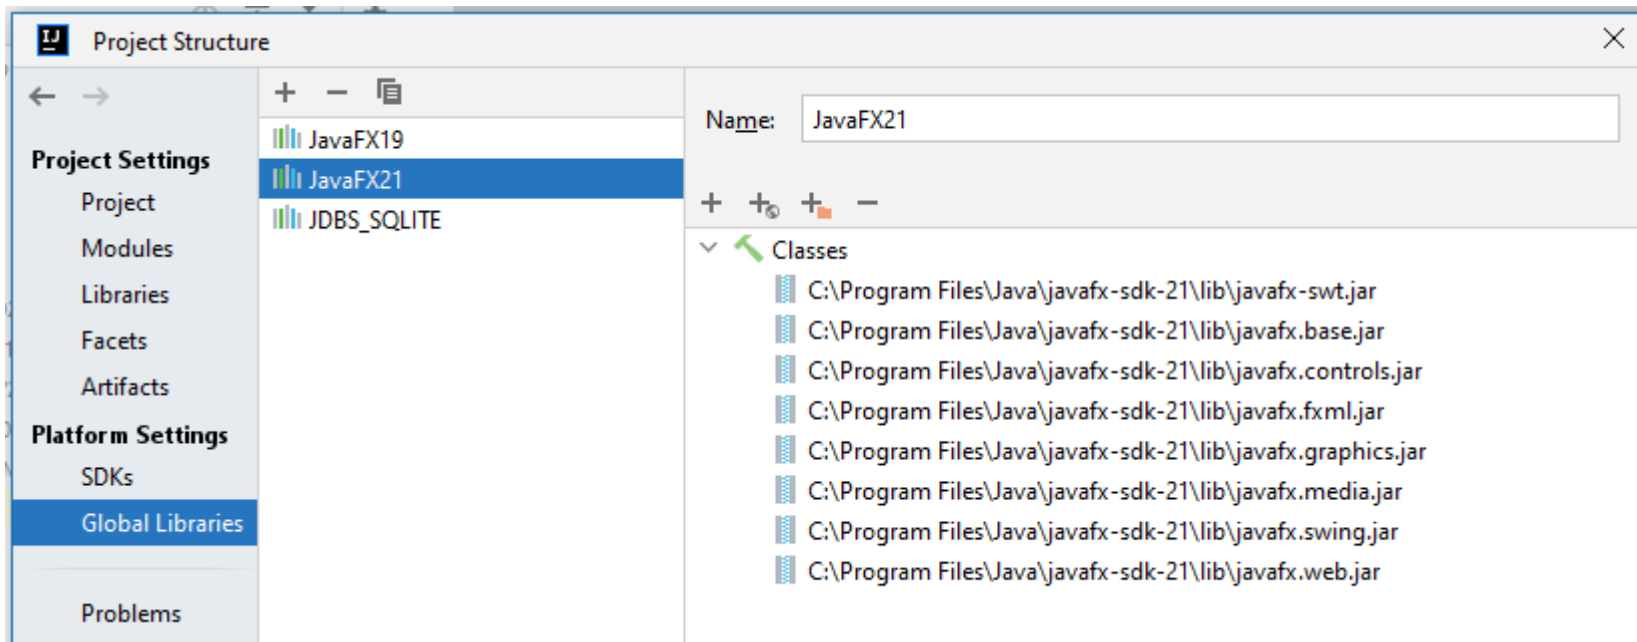 IJ
Project Structure
Project Settings
Project
Modules
Libraries
Facets
Artifacts
Platform Settings
SDKs
Global Libraries
Problems
JavaFX19
JavaFX21
JDBS_SQLITE
Name: JavaFX21
Classes
C:\Program Files\Java\javafx-sdk-21\lib\javafx-swt.jar
C:\Program Files\Java\javafx-sdk-21\lib\javafx.base.jar
C:\Program Files\Java\javafx-sdk-21\lib\javafx.controls.jar
C:\Program Files\Java\javafx-sdk-21\lib\javafx.fxml.jar
C:\Program Files\Java\javafx-sdk-21\lib\javafx.graphics.jar
C:\Program Files\Java\javafx-sdk-21\lib\javafx.media.jar
C:\Program Files\Java\javafx-sdk-21\lib\javafx.swing.jar
C:\Program Files\Java\javafx-sdk-21\lib\javafx.web.jar